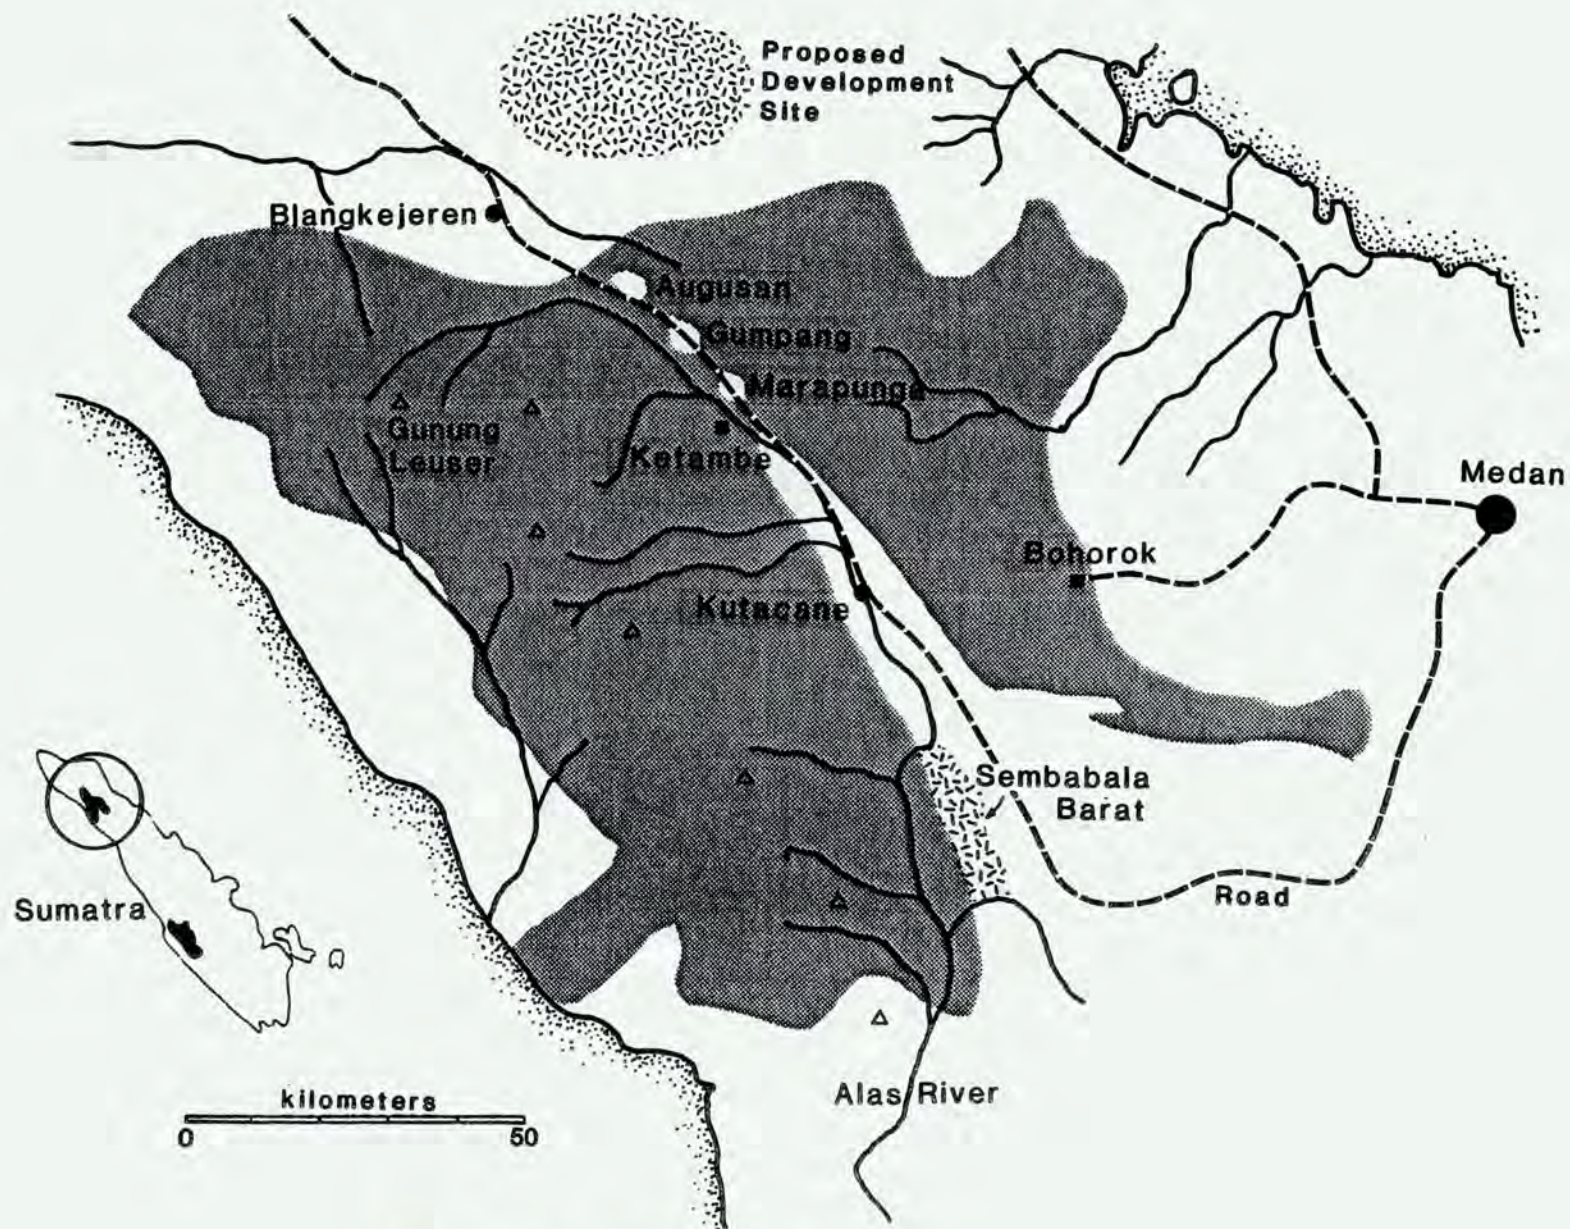 Proposed
Development
Site
Blangkejeren
Augusan
Gumpang
Marapunga
Gunung
Leuser
Ketambe
Medan
Bohorok
Kutacane
Sembabala
Barat
Sumatra
Road
Alas River
kilometers
0 50